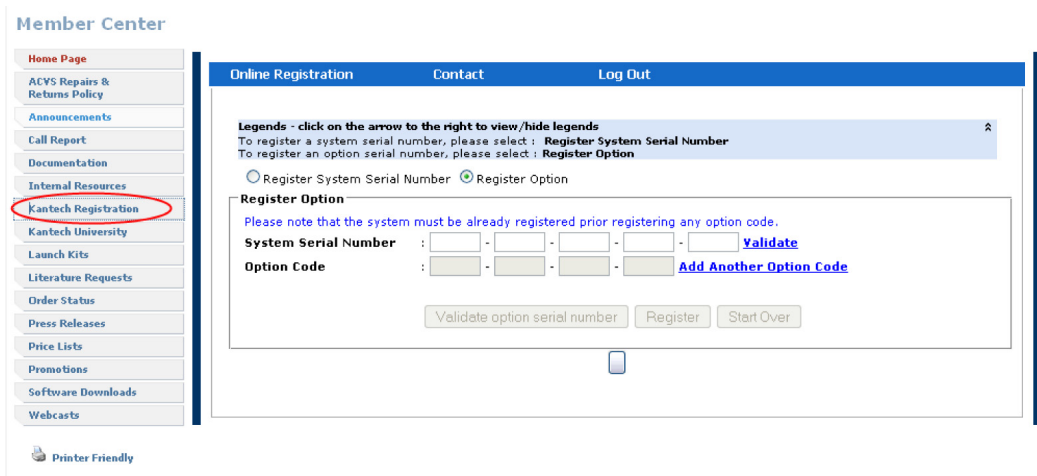 Member Center
Home Page
ACVS Repairs &
Returns Policy
Announcements
Call Report
Documentation
Internal Resources
Kantech Registration
Kantech University
Launch Kits
Literature Requests
Order Status
Press Releases
Price Lists
Promotions
Software Downloads
Webcasts
Printer Friendly
Online Registration Contact Log Out
Legends - click on the arrow to the right to view/hide legends
To register a system serial number, please select : Register System Serial Number
To register an option serial number, please select : Register Option
Register System Serial Number Register Option
Register Option
Please note that the system must be already registered prior registering any option code.
System Serial Number : - - - - Validate
Option Code : - - - Add Another Option Code
Validate option serial number Register Start Over